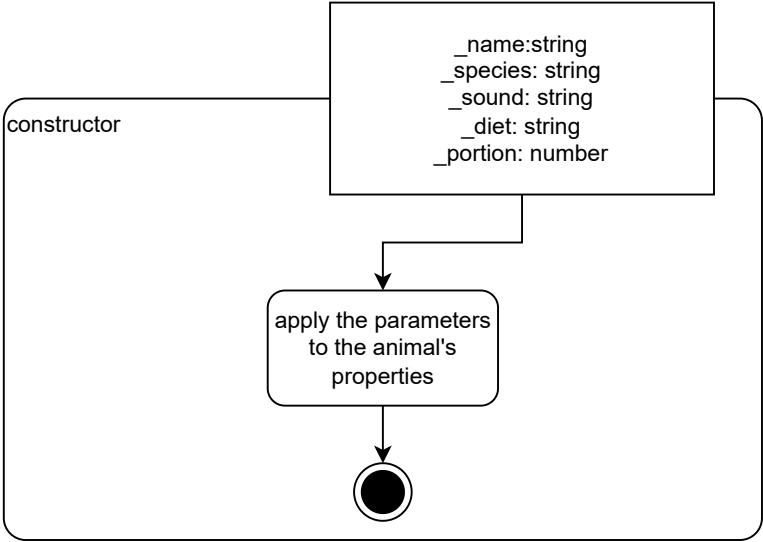 _name:string
_species: string
_sound: string
_diet: string
_portion: number
constructor
apply the parameters
to the animal's
properties